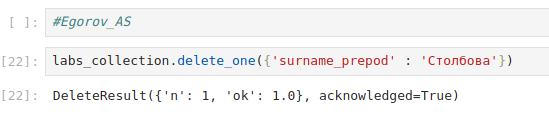 [ ]: #Egorov_AS
[22]: labs_collection.delete_one({'surname_prepod' : 'Столбова'})
[22]: DeleteResult({'n': 1, 'ok': 1.0}, acknowledged=True)